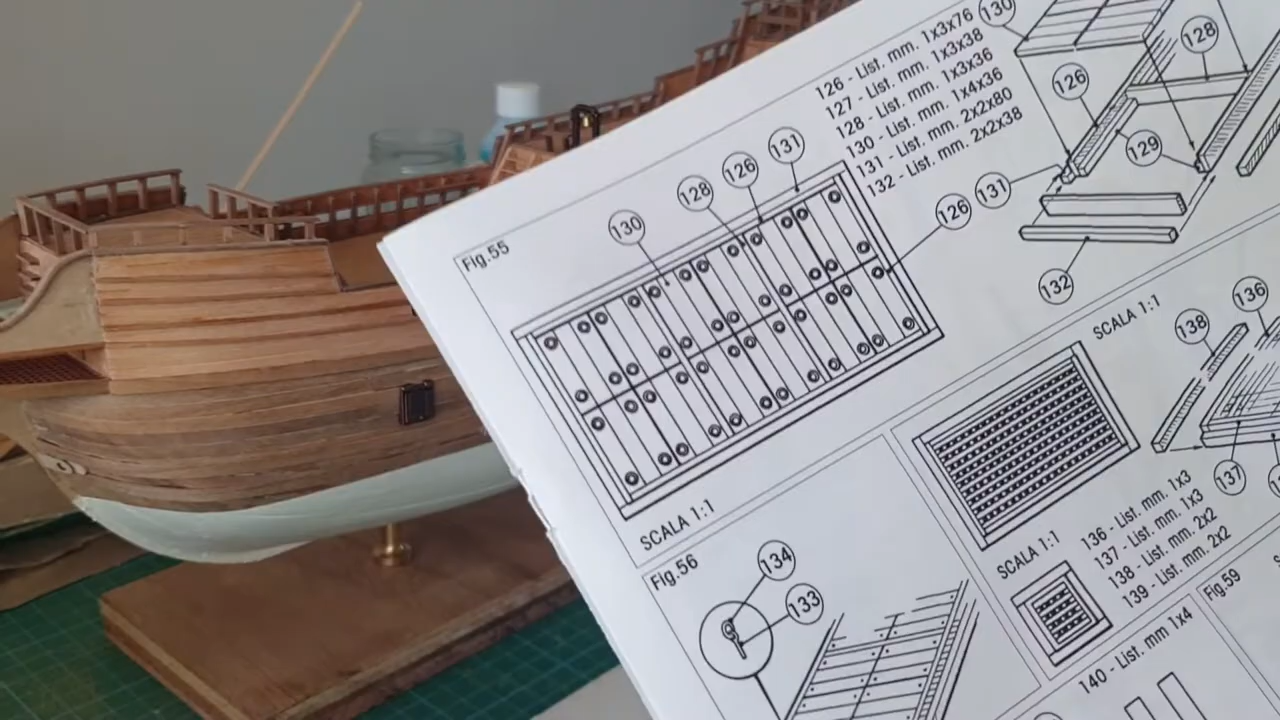 126 - List. mm. 1x3x76
127 - List. mm. 1x3x38
128 - List. mm. 1x3x36
130 - List. mm. 1x4x36
131 - List. mm. 2x2x80
132 - List. mm. 2x2x38
130
128
126
129
131
132
Fig.55
130
128
126
131
126
SCALA 1:1
SCALA 1:1
138
136
137
SCALA 1:1
136 - List. mm. 1x3
137 - List. mm. 1x3
138 - List. mm. 2x2
139 - List. mm. 2x2
Fig.56
134
133
140 - List. mm 1x4
Fig.59